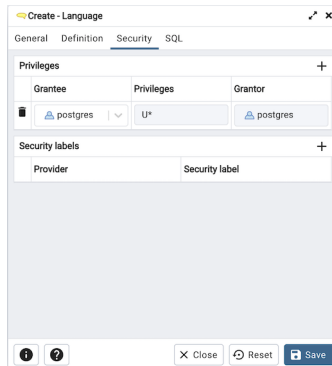 Create - Language
General Definition Security SQL
Privileges
Grantee Privileges Grantor
postgres U* postgres
Security labels
Provider Security label
Close Reset Save